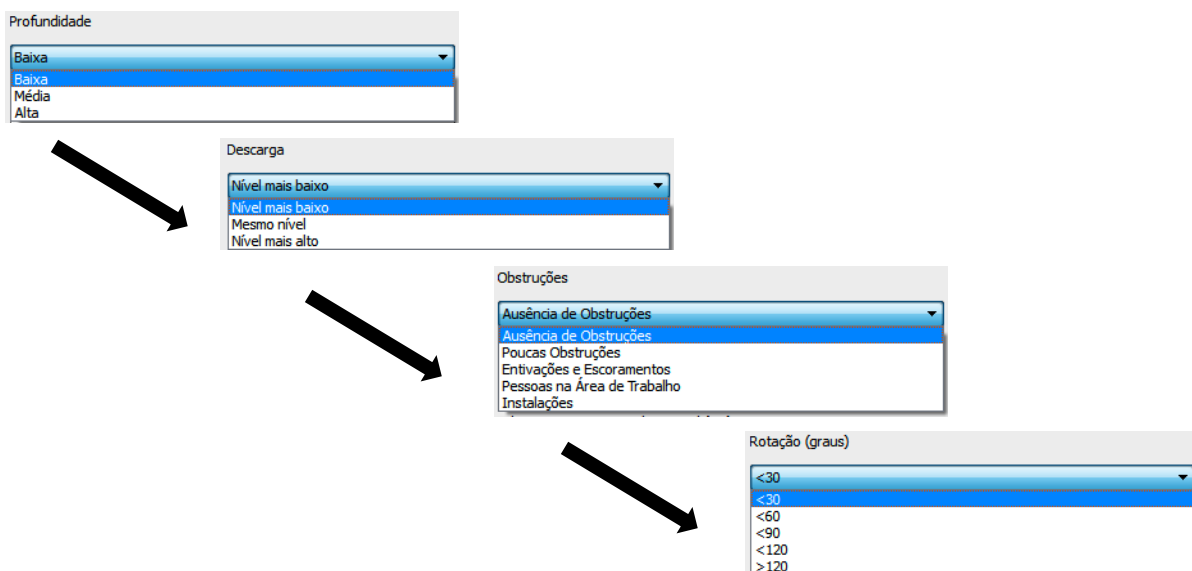 Profundidade
Baixa
Baixa
Média
Alta
Descarga
Nível mais baixo
Nível mais baixo
Mesmo nível
Nível mais alto
Obstruções
Ausência de Obstruções
Ausência de Obstruções
Poucas Obstruções
Entivações e Escoramentos
Pessoas na Área de Trabalho
Instalações
Rotação (graus)
<30
<30
<60
<90
<120
>120